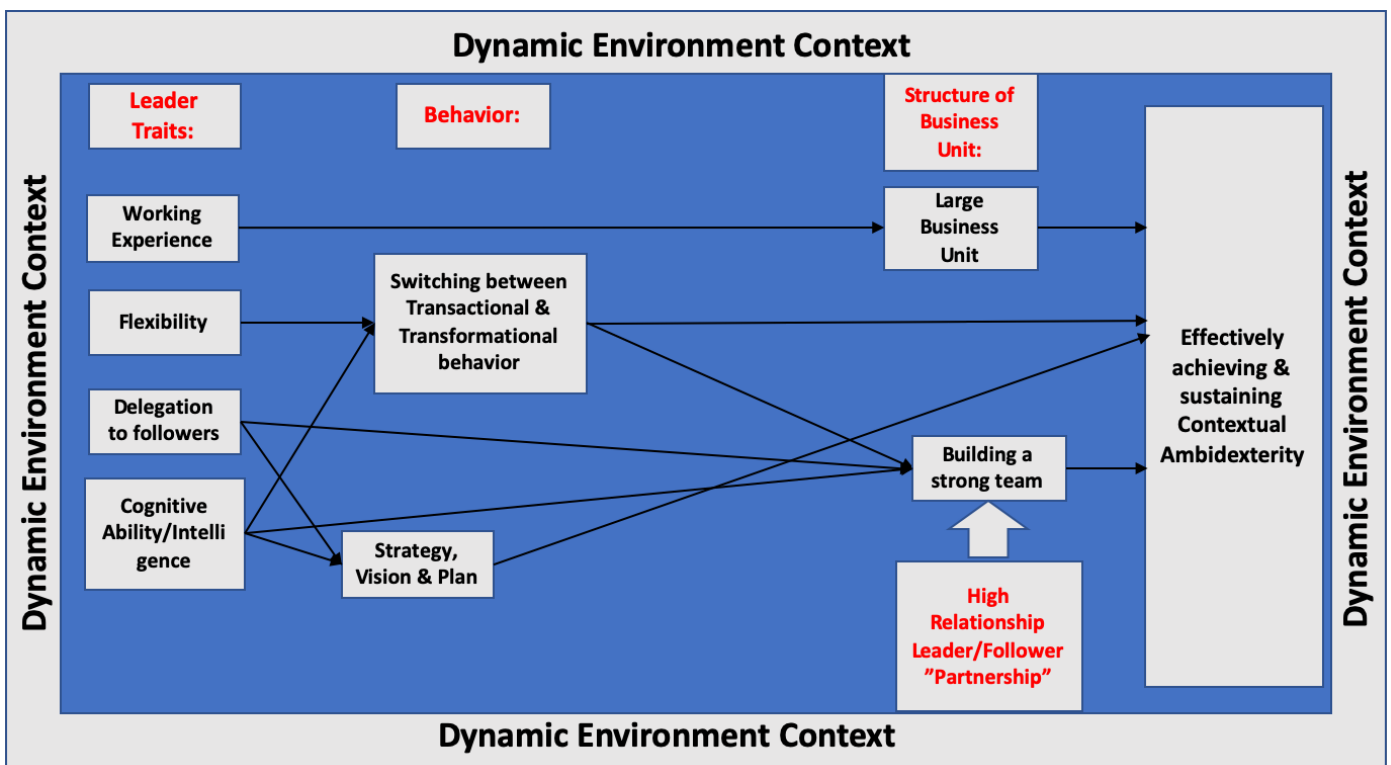 Dynamic Environment Context
Dynamic Environment Context
Leader
Traits:
Behavior:
Structure of
Business
Unit:
Working
Experience
Large
Business
Unit
Flexibility
Switching between
Transactional &
Transformational
behavior
Delegation
to followers
Cognitive
Ability/Intelli
gence
Strategy,
Vision & Plan
Building a
strong team
High
Relationship
Leader/Follower
”Partnership”
Effectively
achieving &
sustaining
Contextual
Ambidexterity
Dynamic Environment Context
Dynamic Environment Context